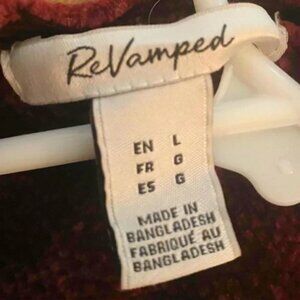 ReVamped
EN L
FR G
ES G
MADE IN
BANGLADESH
FABRIQUÉ AU
BANGLADESH